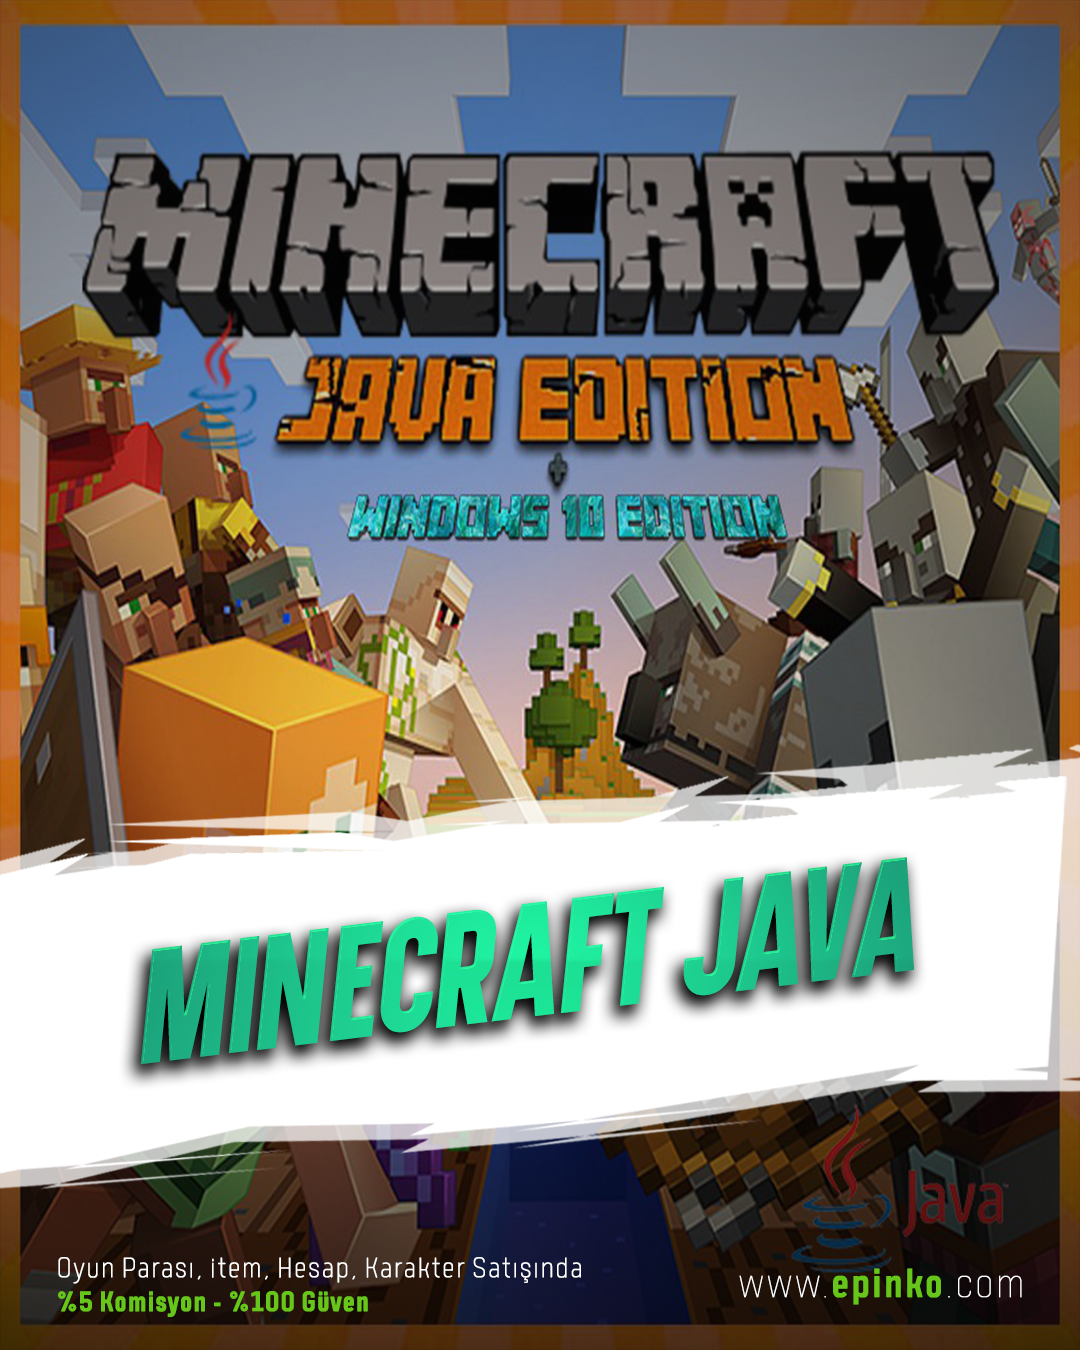 MINECRAFT
JAVA EDITION
+
WINDOWS 10 EDITION
MINECRAFT JAVA
Java™
Oyun Parası, item, Hesap, Karakter Satışında
%5 Komisyon - %100 Güven
www.epinko.com